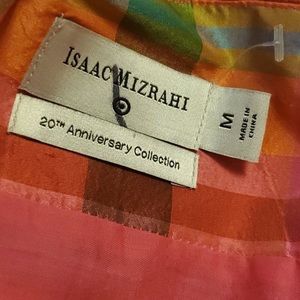 ISAAC MIZRAHI
20TH Anniversary Collection
M
MADE IN
CHINA